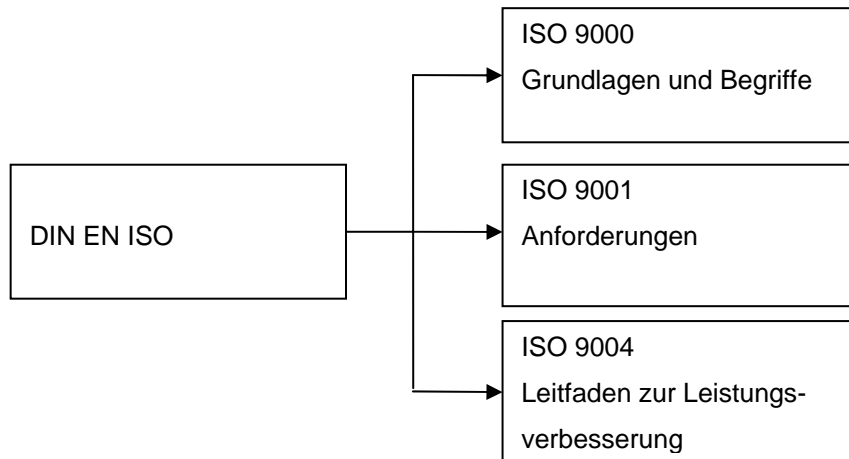 DIN EN ISO
ISO 9000
Grundlagen und Begriffe
ISO 9001
Anforderungen
ISO 9004
Leitfaden zur Leistungs-
verbesserung